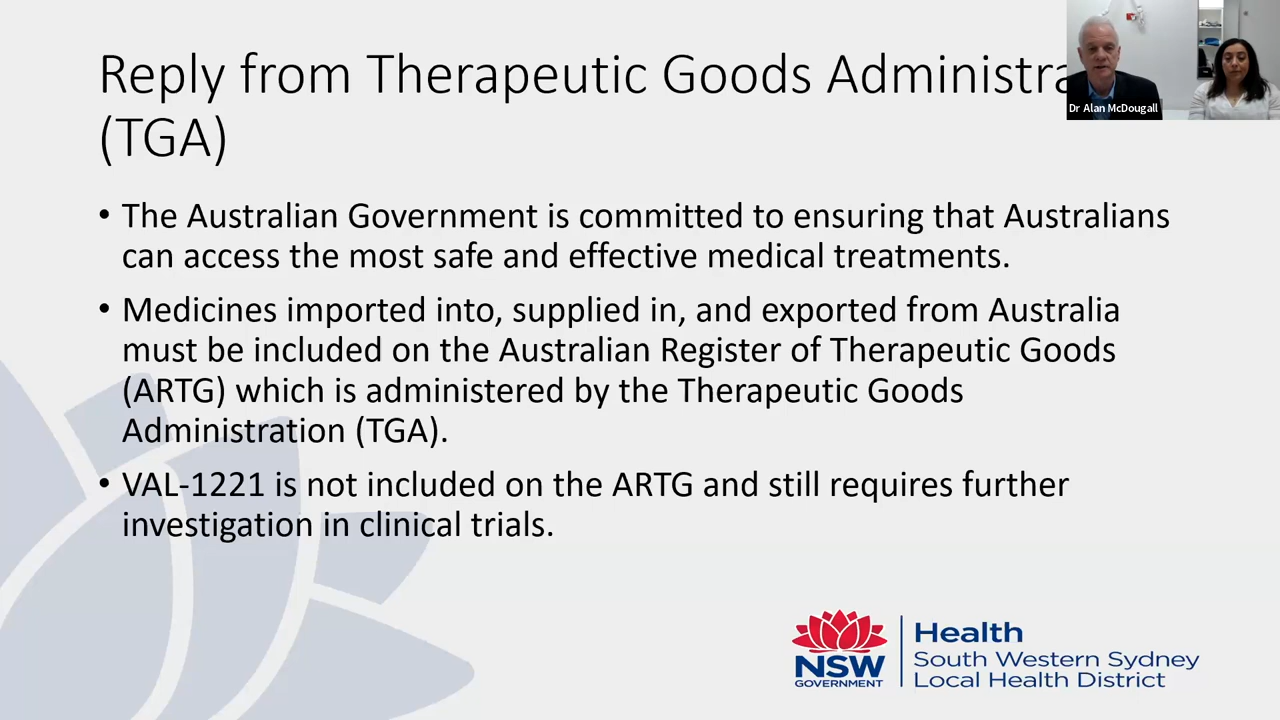 Reply from Therapeutic Goods Administra
(TGA)
Dr Alan McDougall
• The Australian Government is committed to ensuring that Australians
can access the most safe and effective medical treatments.
• Medicines imported into, supplied in, and exported from Australia
must be included on the Australian Register of Therapeutic Goods
(ARTG) which is administered by the Therapeutic Goods
Administration (TGA).
• VAL-1221 is not included on the ARTG and still requires further
investigation in clinical trials.
NSW
GOVERNMENT
Health
South Western Sydney
Local Health District